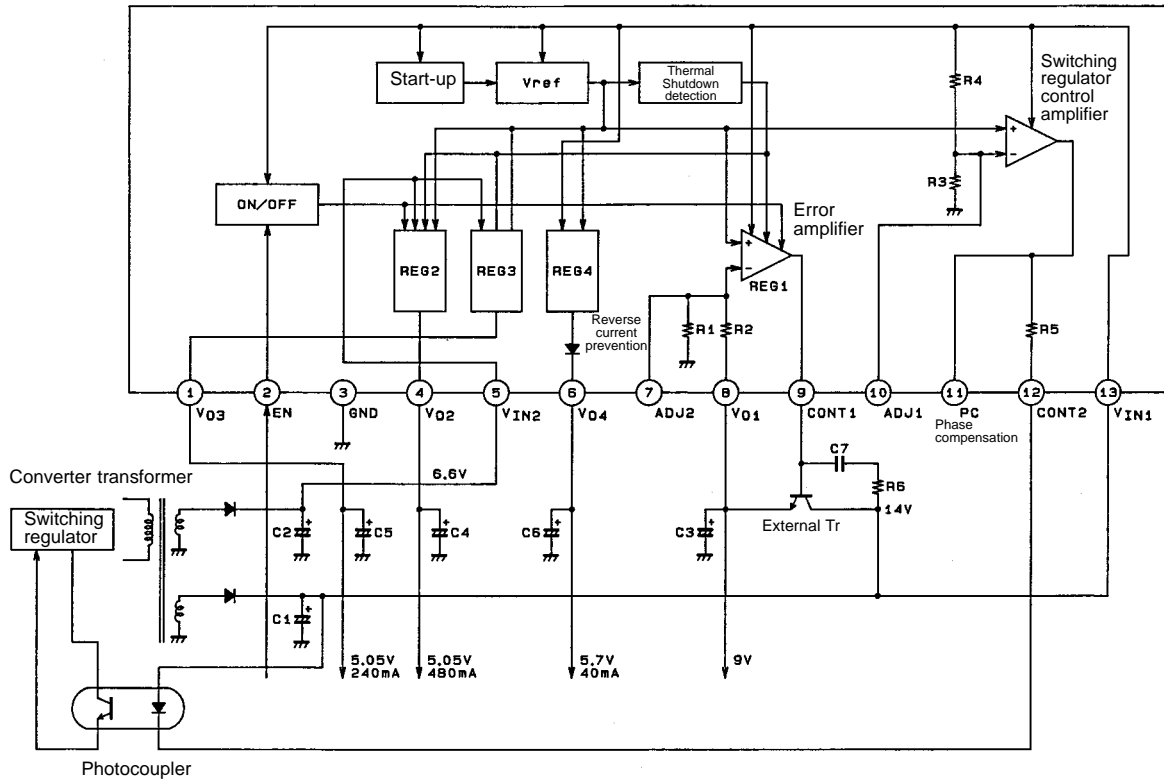 Start-up
Vref
Thermal
Shutdown
detection
R4
Switching
regulator
control
amplifier
+
-
R3
ON/OFF
Error
amplifier
REG2
REG3
REG4
+
-
REG1
Reverse
current
prevention
R1
R2
R5
1
2
3
4
5
6
7
8
9
10
11
12
13
VO3
EN
GND
VO2
VIN2
VO4
ADJ2
VO1
CONT1
ADJ1
PC
CONT2
VIN1
Phase
compensation
Converter transformer
6.6V
C7
R6
14V
External Tr
Switching
regulator
+
C2
+
C5
+
C4
+
C6
+
C3
+
C1
5.05V
240mA
5.05V
480mA
5.7V
40mA
9V
Photocoupler